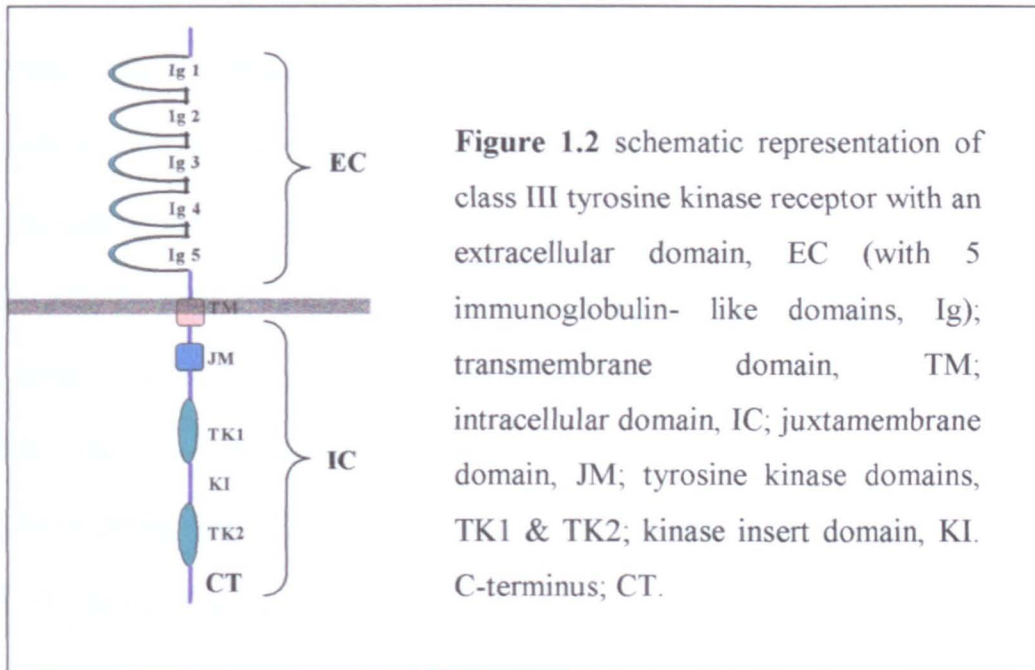 Ig 1
Ig 2
Ig 3
Ig 4
Ig 5
EC
TM
JM
TK1
KI
IC
TK2
CT
Figure 1.2 schematic representation of
class III tyrosine kinase receptor with an
extracellular domain, EC (with 5
immunoglobulin- like domains, Ig);
transmembrane domain, TM;
intracellular domain, IC; juxtamembrane
domain, JM; tyrosine kinase domains,
TK1 & TK2; kinase insert domain, KI.
C-terminus; CT.